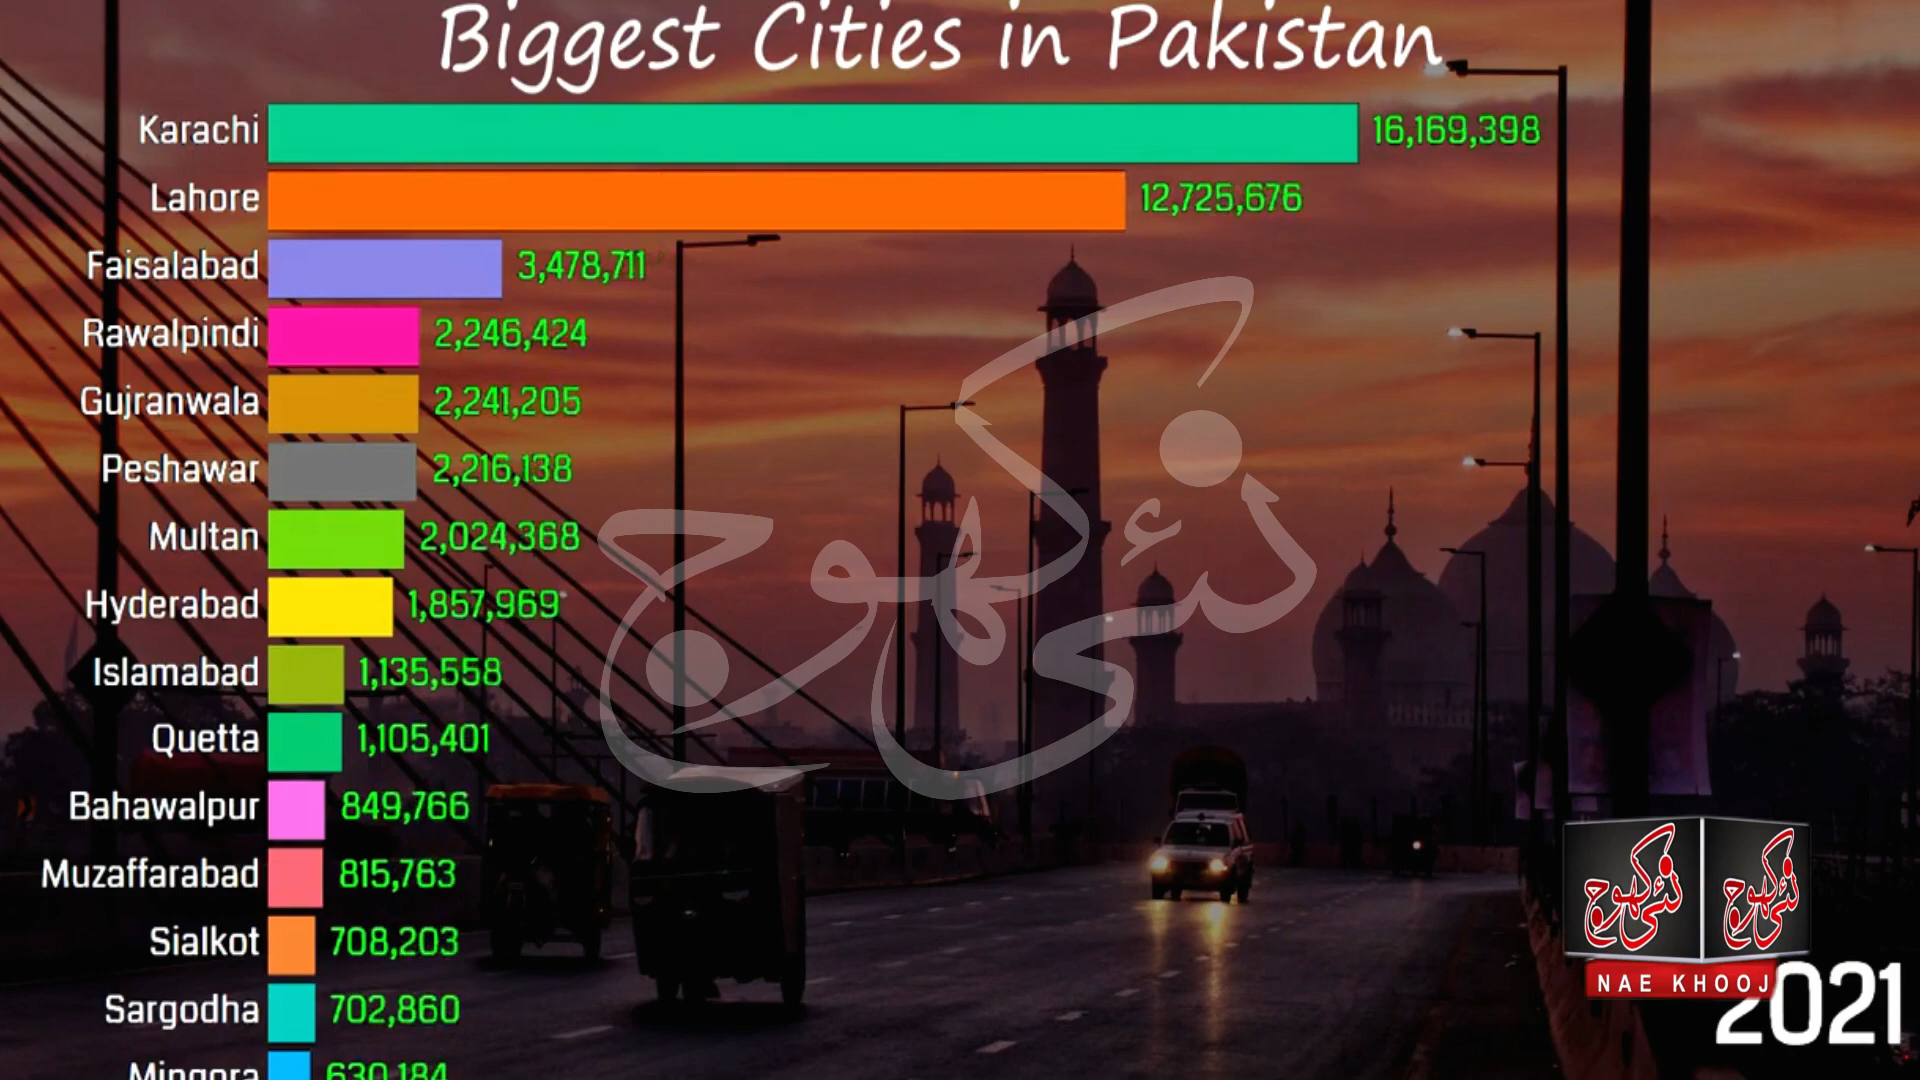 Biggest Cities in Pakistan
Karachi 16,169,398
Lahore 12,725,676
Faisalabad 3,478,711
Rawalpindi 2,246,424
Gujranwala 2,241,205
Peshawar 2,216,138
Multan 2,024,368
Hyderabad 1,857,969
Islamabad 1,135,558
Quetta 1,105,401
Bahawalpur 849,766
Muzaffarabad 815,763
Sialkot 708,203
Sargodha 702,860
Mingora 630,184
نئی کھوج
نئی کھوج نئی کھوج
NAE KHOOJ
2021